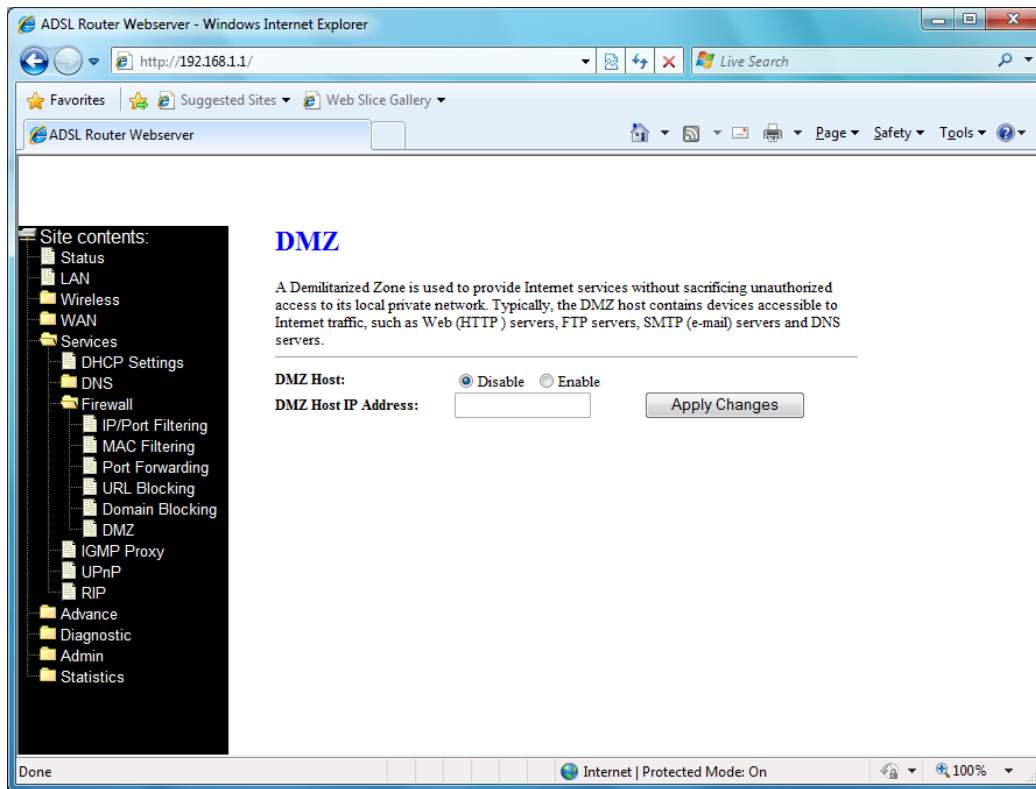 ADSL Router Webserver - Windows Internet Explorer
http://192.168.1.1/
Live Search
Favorites
Suggested Sites
Web Slice Gallery
ADSL Router Webserver
Page
Safety
Tools
Site contents:
Status
LAN
Wireless
WAN
Services
DHCP Settings
DNS
Firewall
IP/Port Filtering
MAC Filtering
Port Forwarding
URL Blocking
Domain Blocking
DMZ
IGMP Proxy
UPnP
RIP
Advance
Diagnostic
Admin
Statistics
DMZ
A Demilitarized Zone is used to provide Internet services without sacrificing unauthorized
access to its local private network. Typically, the DMZ host contains devices accessible to
Internet traffic, such as Web (HTTP ) servers, FTP servers, SMTP (e-mail) servers and DNS
servers.
DMZ Host: Disable Enable
DMZ Host IP Address: Apply Changes
Done
Internet | Protected Mode: On
100%